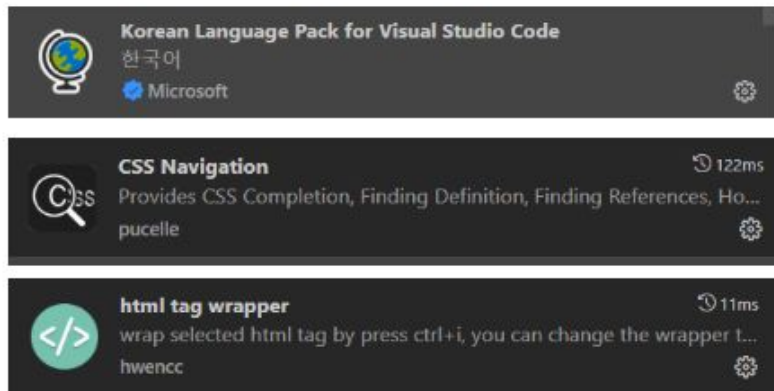 Korean Language Pack for Visual Studio Code
한국어
Microsoft
CSS Navigation 122ms
Provides CSS Completion, Finding Definition, Finding References, Ho...
pucelle
html tag wrapper 11ms
wrap selected html tag by press ctrl+i, you can change the wrapper t...
hwencc
CSS